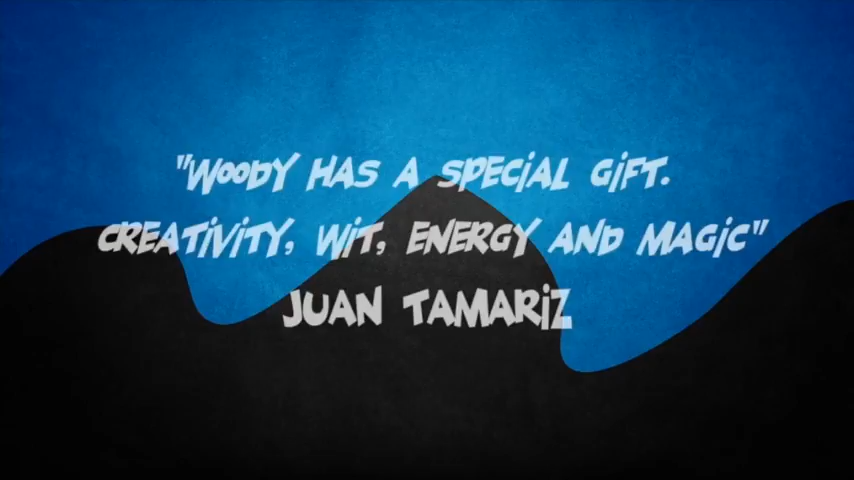 "WOODY HAS A SPECIAL GIFT.
CREATIVITY, WIT, ENERGY AND MAGIC"
JUAN TAMARIZ